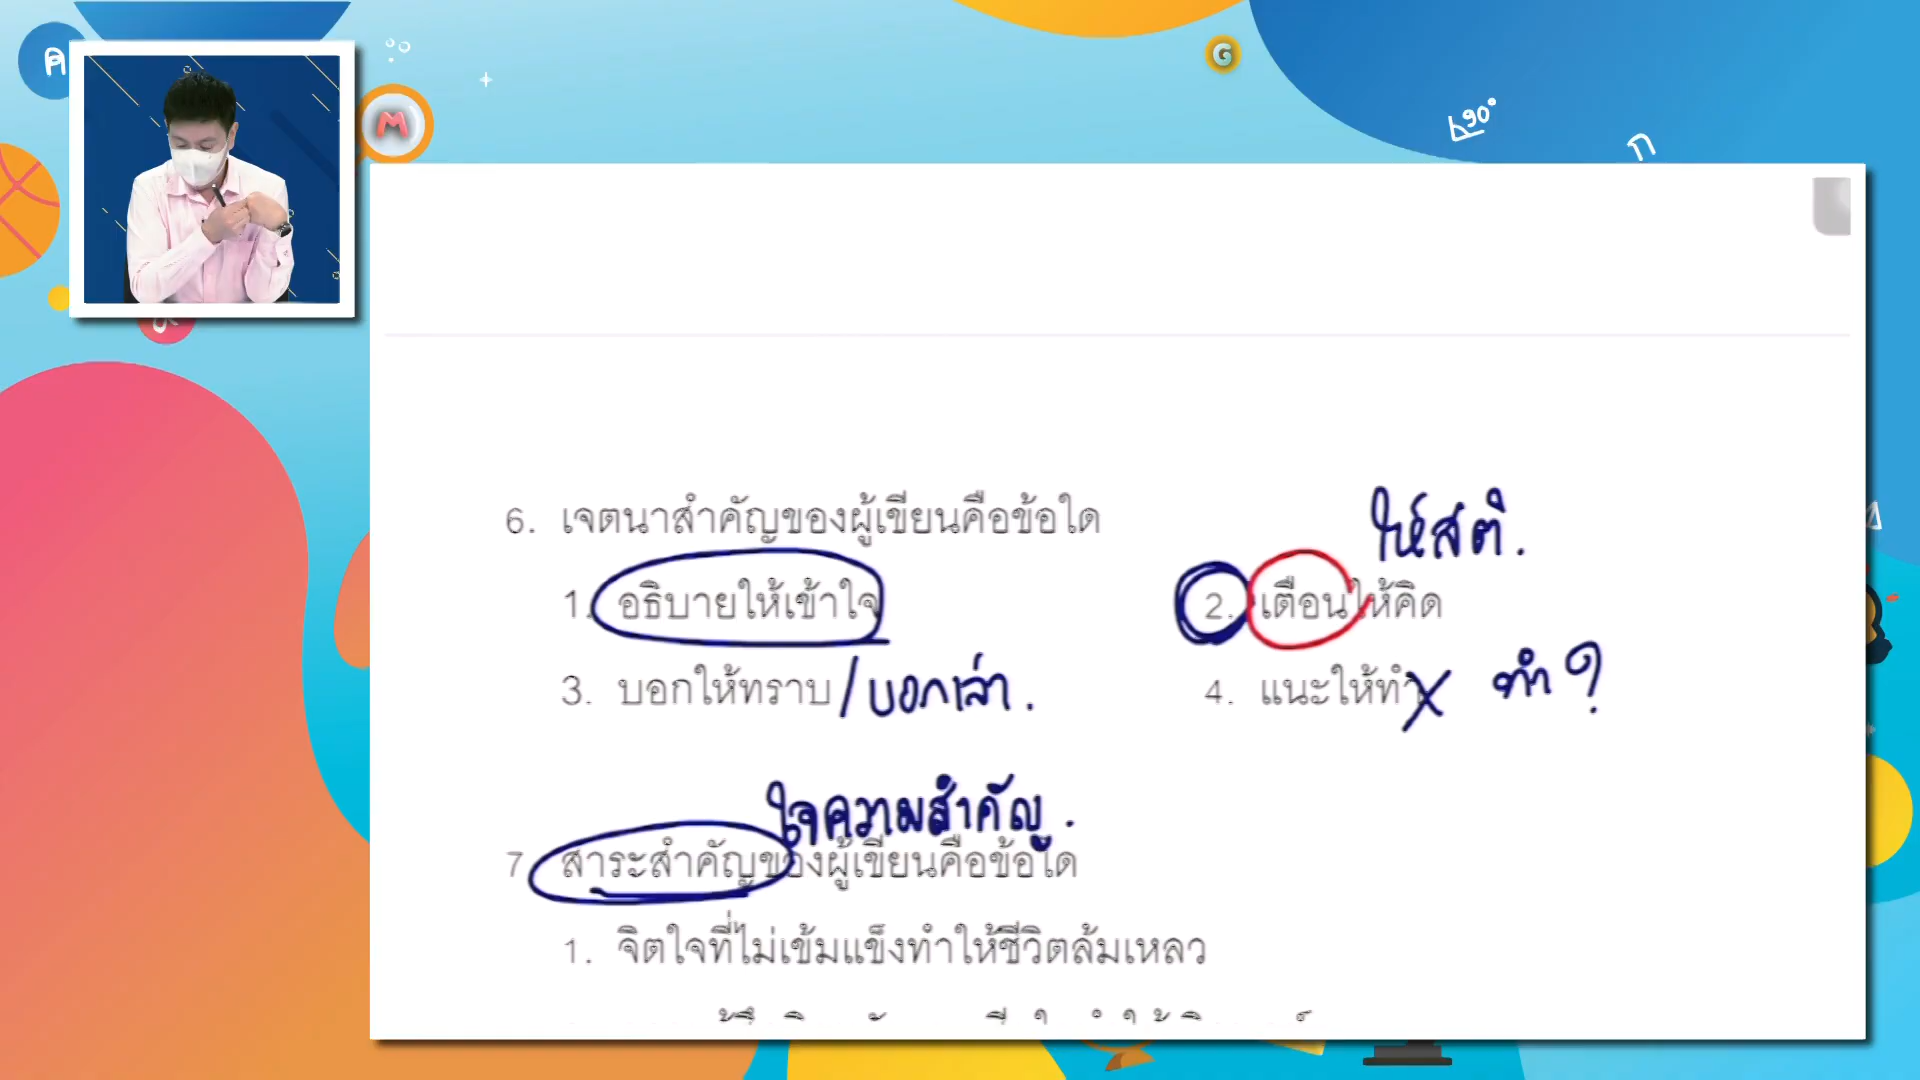 ค
M
G
90°
ก
6. เจตนาสำคัญของผู้เขียนคือข้อใด
ให้สติ.
1. อธิบายให้เข้าใจ
2. เตือนให้คิด
3. บอกให้ทราบ / บอกเล่า.
4. แนะให้ทำ X ทำ ?
ใจความสำคัญ.
7 สาระสำคัญของผู้เขียนคือข้อใด
1. จิตใจที่ไม่เข้มแข็งทำให้ชีวิตล้มเหลว